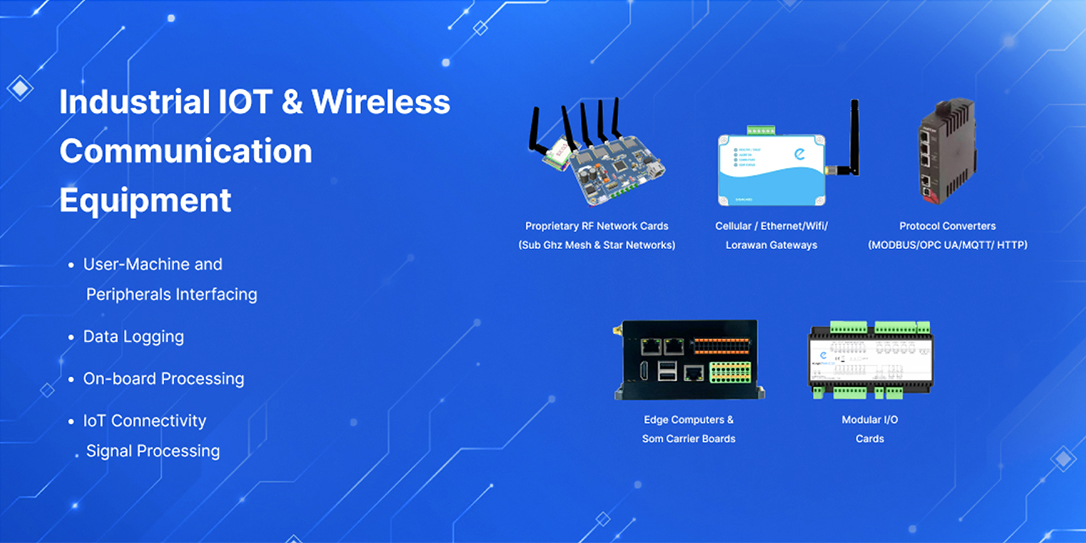 Industrial IOT & Wireless
Communication
Equipment
• User-Machine and
Peripherals Interfacing
• Data Logging
• On-board Processing
• IoT Connectivity
• Signal Processing
Proprietary RF Network Cards
(Sub Ghz Mesh & Star Networks)
Cellular / Ethernet/Wifi/
Lorawan Gateways
Protocol Converters
(MODBUS/OPC UA/MQTT/ HTTP)
Edge Computers &
Som Carrier Boards
Modular I/O
Cards